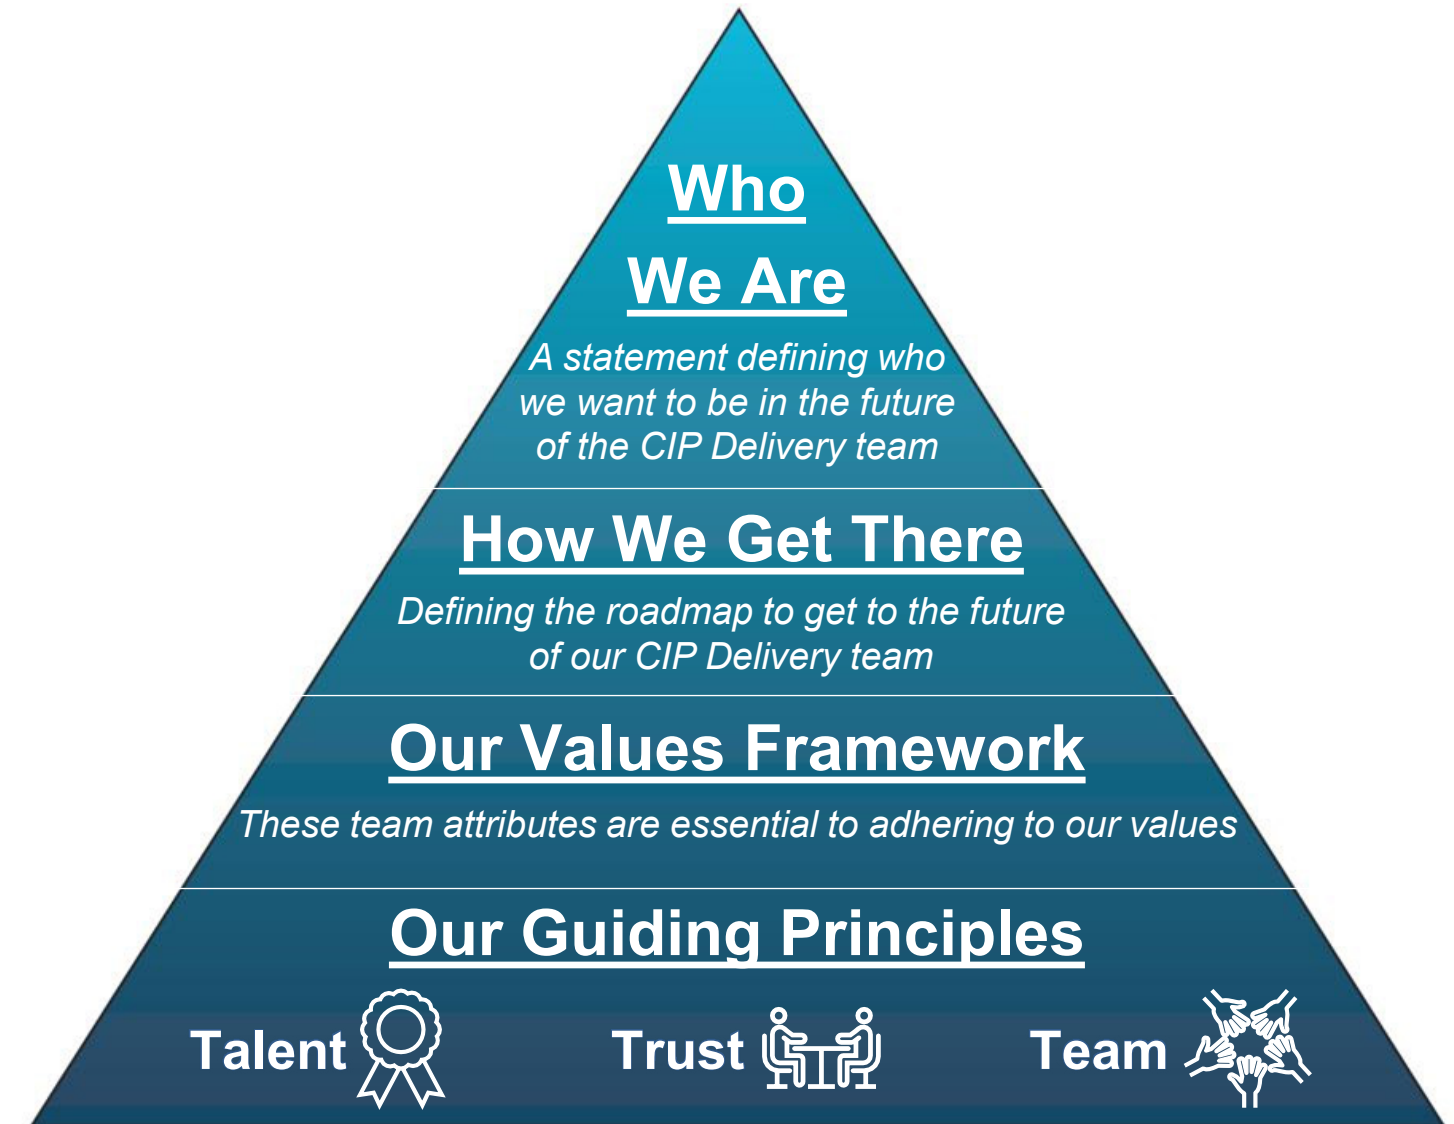 Who
We Are
A statement defining who
we want to be in the future
of the CIP Delivery team
How We Get There
Defining the roadmap to get to the future
of our CIP Delivery team
Our Values Framework
These team attributes are essential to adhering to our values
Our Guiding Principles
Talent Trust Team